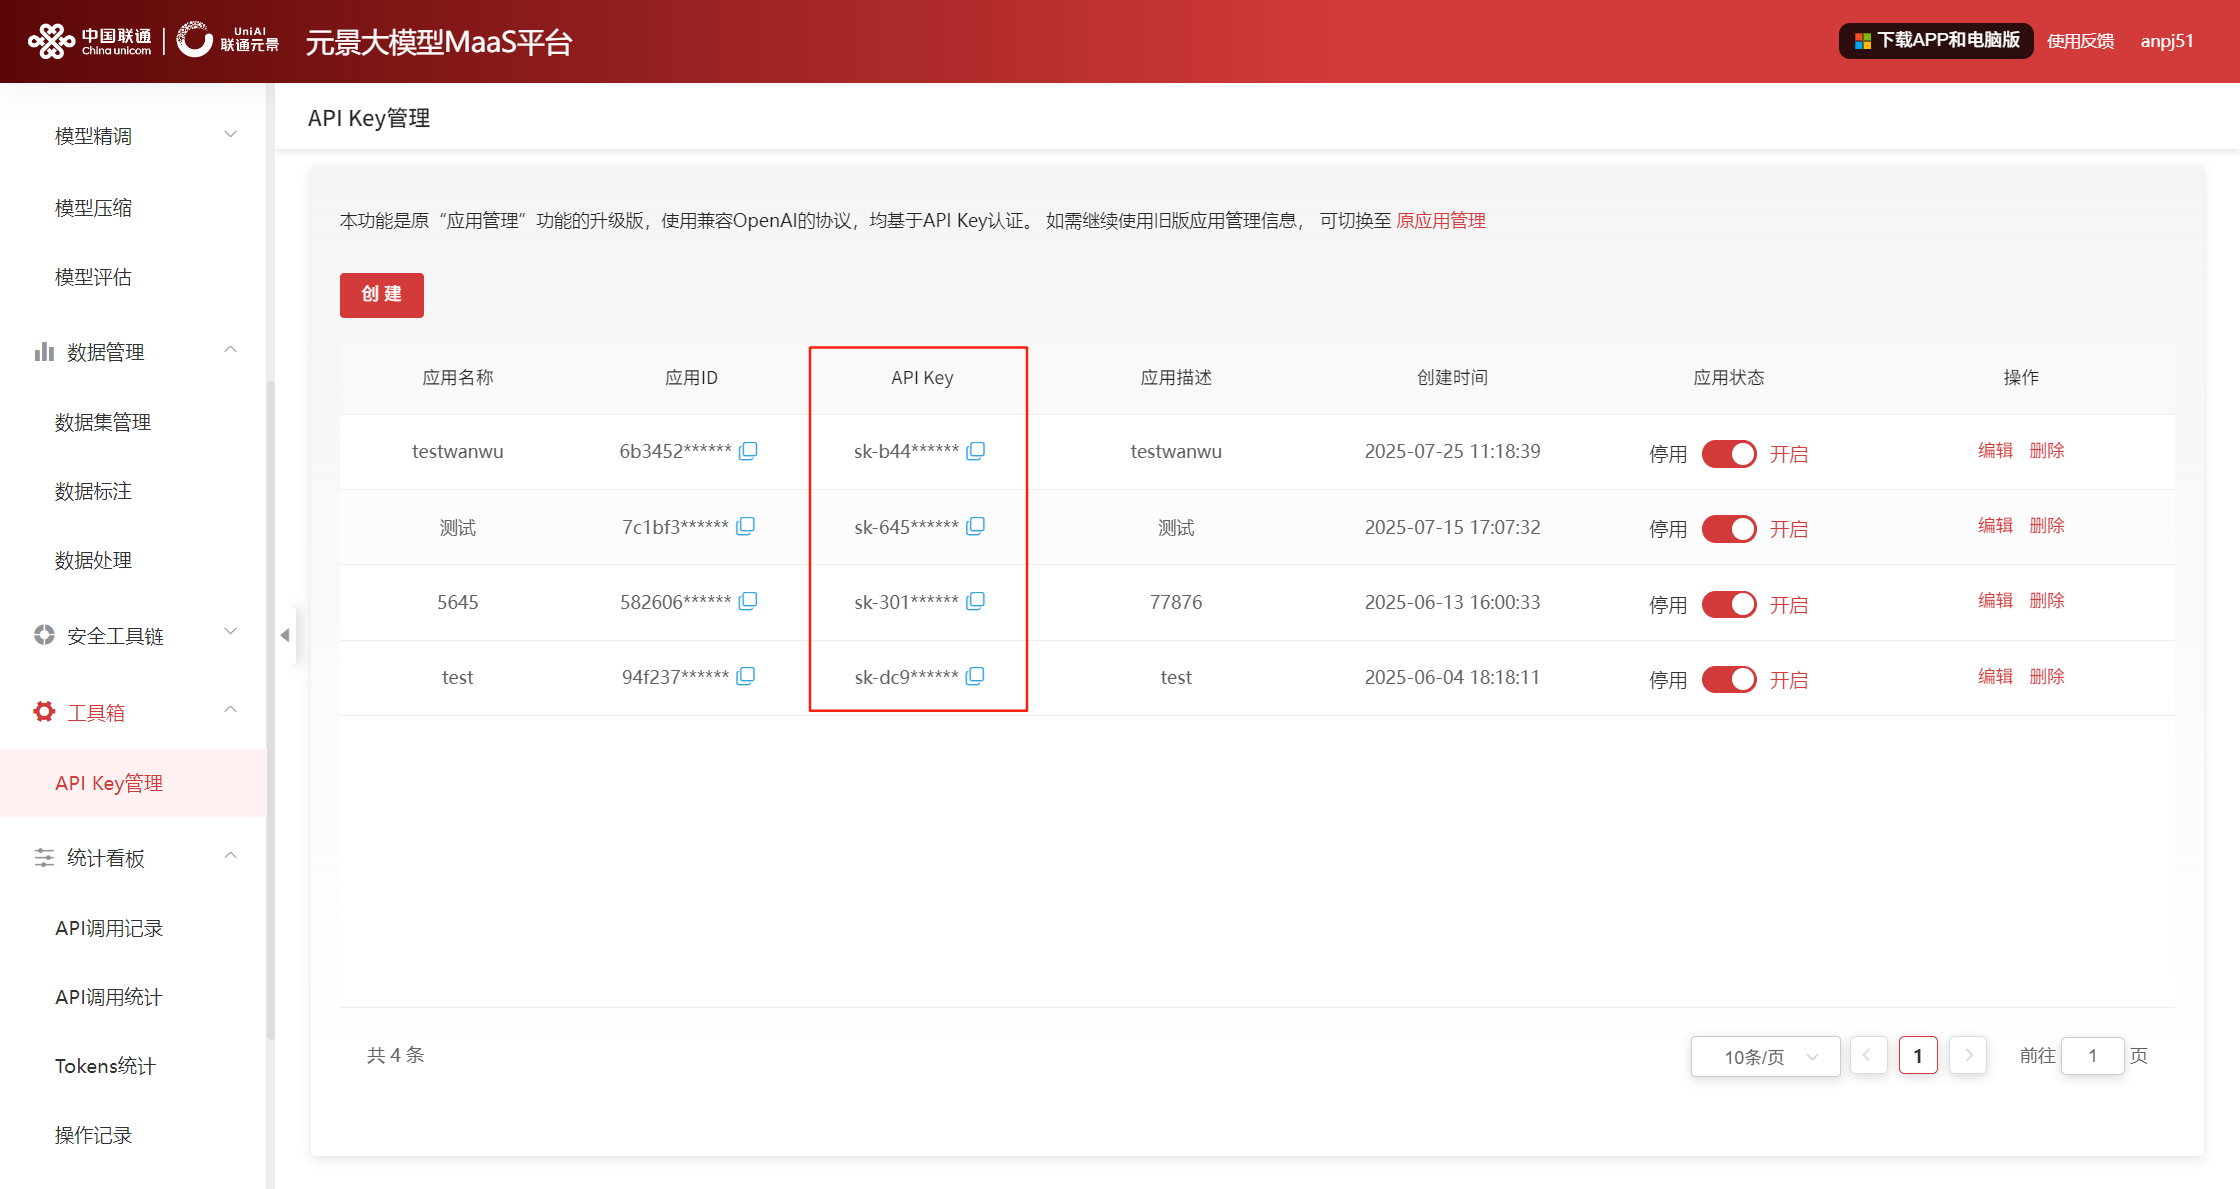 中国联通 China unicom UniAI 联通元景 元景大模型MaaS平台 下载APP和电脑版 使用反馈 anpj51
模型精调
模型压缩
模型评估
数据管理
数据集管理
数据标注
数据处理
安全工具链
工具箱
API Key管理
统计看板
API调用记录
API调用统计
Tokens统计
操作记录
API Key管理
本功能是原“应用管理”功能的升级版，使用兼容OpenAI的协议，均基于API Key认证。 如需继续使用旧版应用管理信息， 可切换至 原应用管理
创 建
应用名称 应用ID API Key 应用描述 创建时间 应用状态 操作
testwanwu 6b3452****** sk-b44****** testwanwu 2025-07-25 11:18:39 停用 开启 编辑 删除
测试 7c1bf3****** sk-645****** 测试 2025-07-15 17:07:32 停用 开启 编辑 删除
5645 582606****** sk-301****** 77876 2025-06-13 16:00:33 停用 开启 编辑 删除
test 94f237****** sk-dc9****** test 2025-06-04 18:18:11 停用 开启 编辑 删除
共 4 条 10条/页 1 前往 1 页